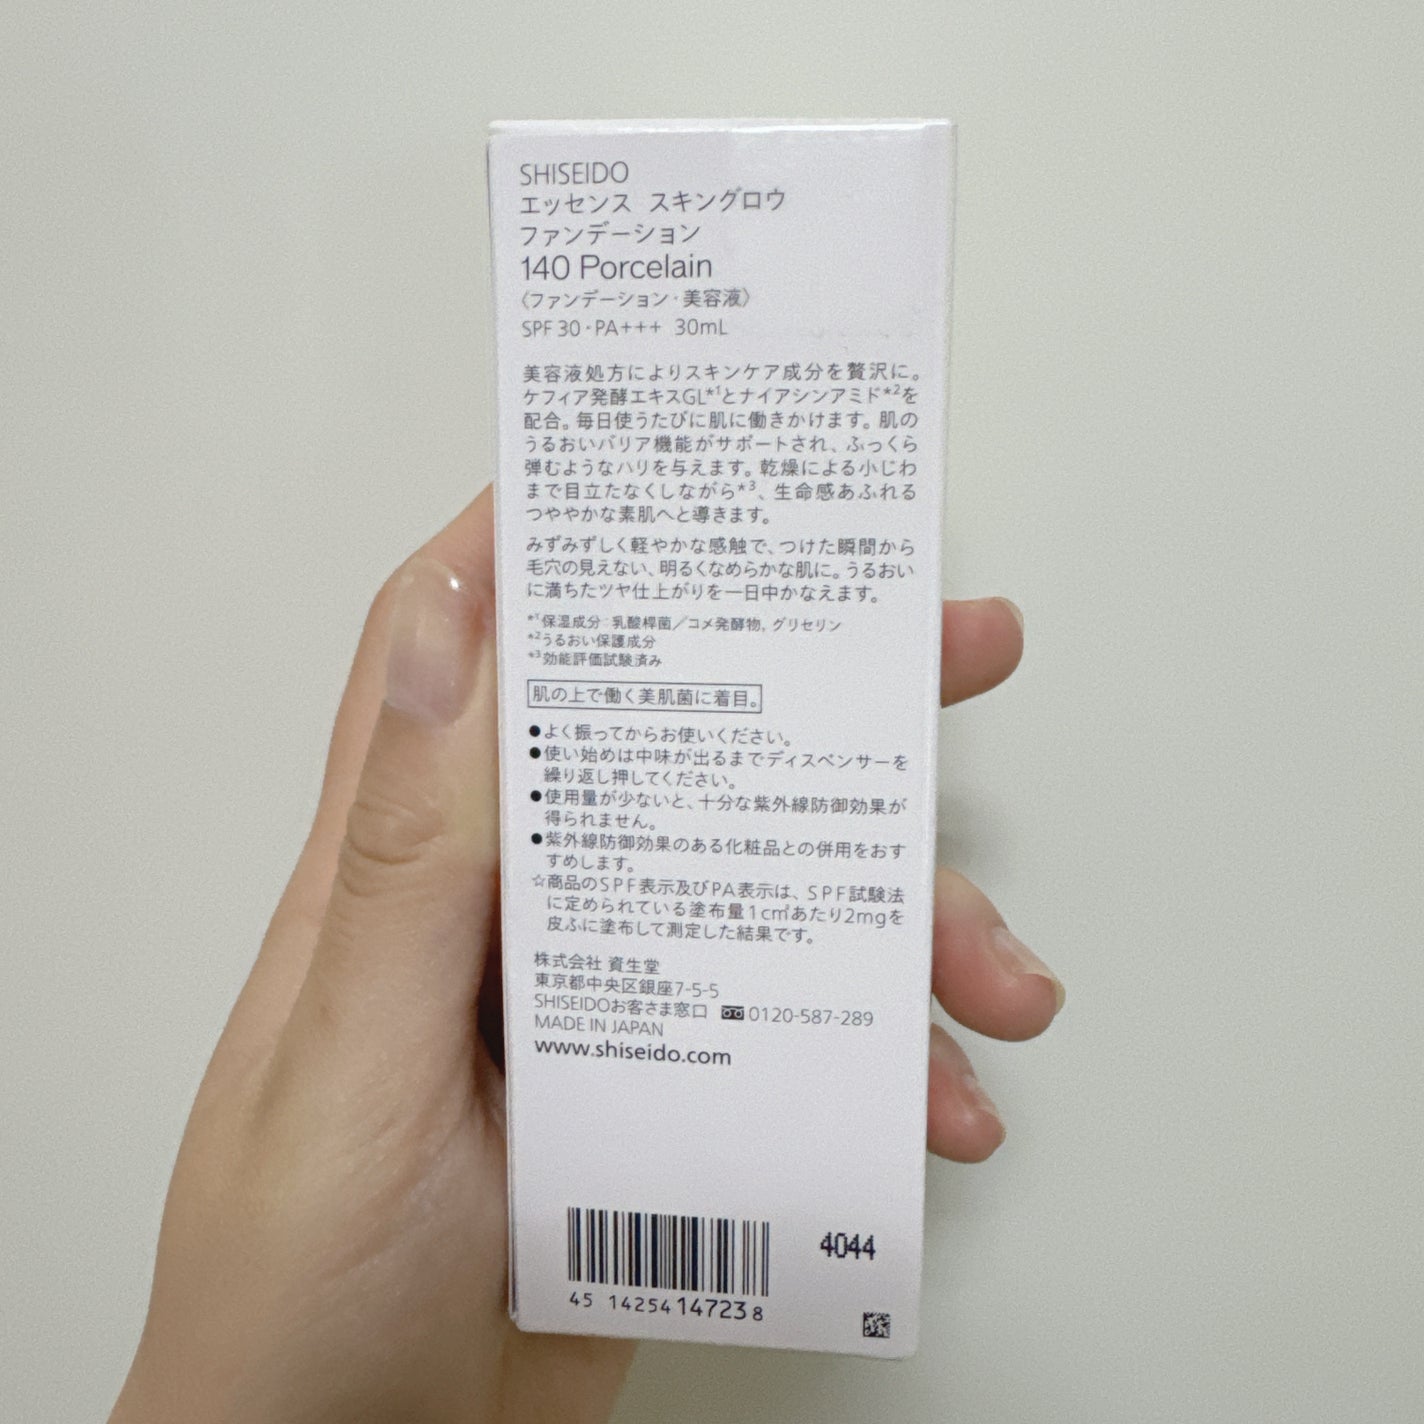 SHISEIDO
エッセンス スキングロウ
ファンデーション
140 Porcelain
〈ファンデーション・美容液〉
SPF 30・PA+++ 30mL
美容液処方によりスキンケア成分を贅沢に。
ケフィア発酵エキスGL*1とナイアシンアミド*2を
配合。毎日使うたびに肌に働きかけます。肌の
うるおいバリア機能がサポートされ、ふっくら
弾むようなハリを与えます。乾燥による小じわ
まで目立たなくしながら*3、生命感あふれる
つややかな素肌へと導きます。
みずみずしく軽やかな感触で、つけた瞬間から
毛穴の見えない、明るくなめらかな肌に。うるおい
に満ちたツヤ仕上がりを一日中かなえます。
*1保湿成分：乳酸桿菌／コメ発酵物，グリセリン
*2うるおい保護成分
*3効能評価試験済み
肌の上で働く美肌菌に着目。
●よく振ってからお使いください。
●使い始めは中味が出るまでディスペンサーを
繰り返し押してください。
●使用量が少ないと、十分な紫外線防御効果が
得られません。
●紫外線防御効果のある化粧品との併用をおす
すめします。
☆商品のSPF表示及びPA表示は、SPF試験法
に定められている塗布量1c㎡あたり2mgを
皮ふに塗布して測定した結果です。
株式会社 資生堂
東京都中央区銀座7-5-5
SHISEIDOお客さま窓口 0120-587-289
MADE IN JAPAN
www.shiseido.com
4044
45 14254 14723 8